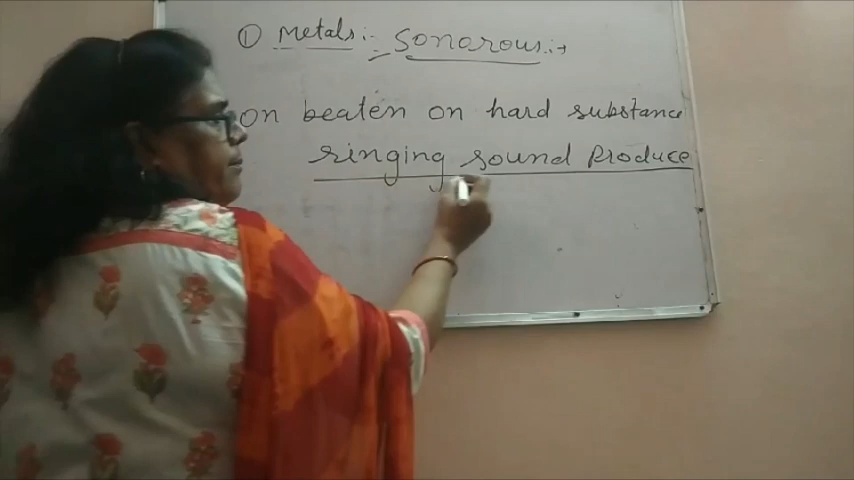 ① Metals :- Sonorous :→
on beaten on hard substance
ringing sound Produce